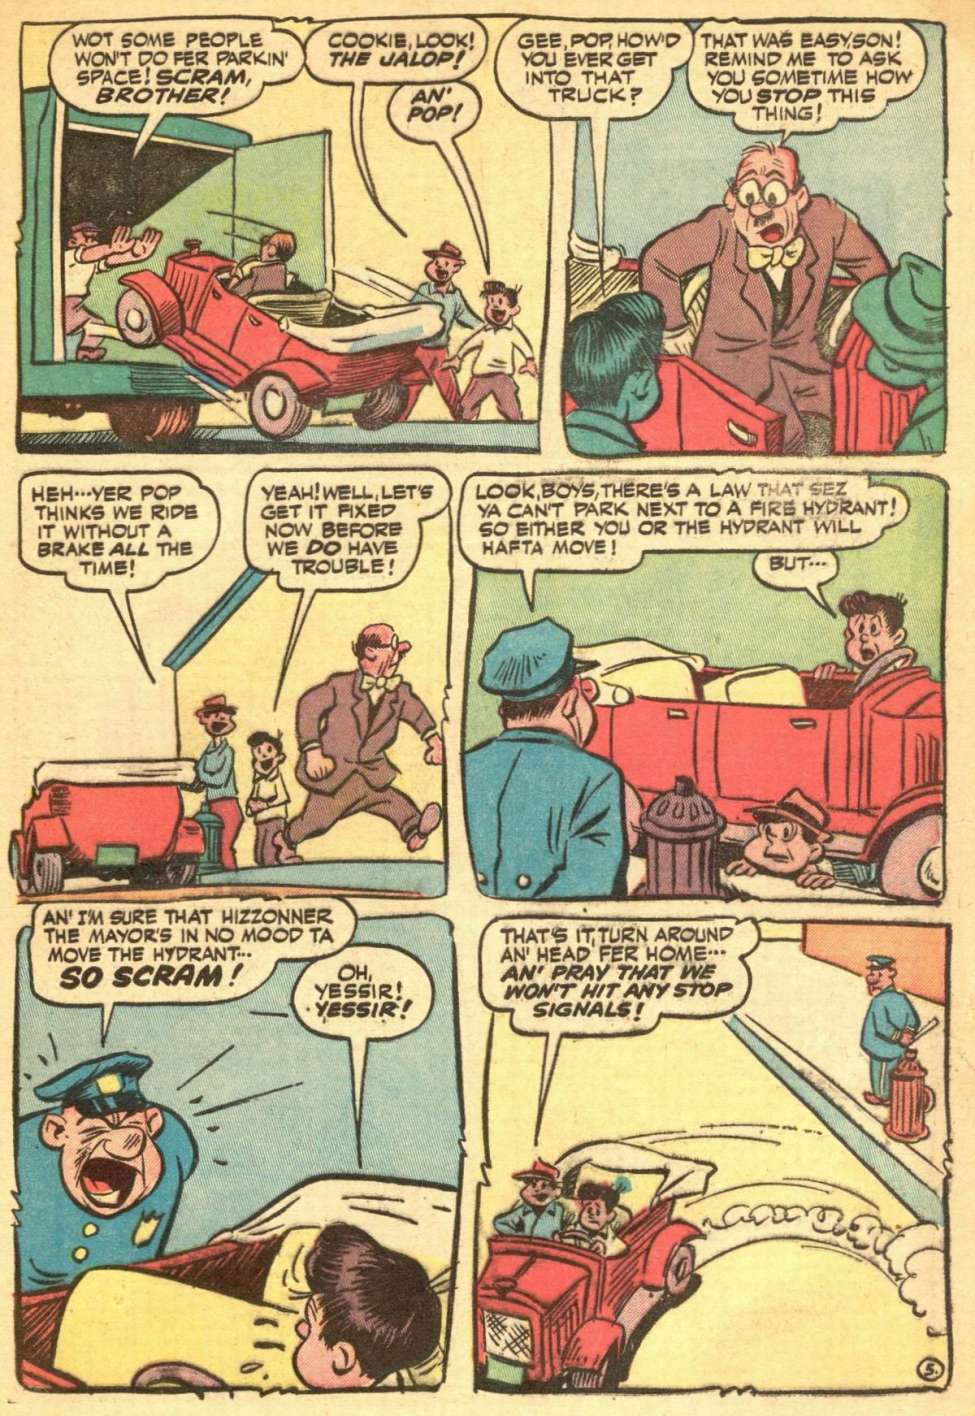 WOT SOME PEOPLE
WON'T DO FER PARKIN'
SPACE! SCRAM,
BROTHER!
COOKIE, LOOK!
THE JALOP!
AN'
POP!
GEE, POP, HOW'D
YOU EVER GET
INTO THAT
TRUCK?
THAT WAS EASY, SON!
REMIND ME TO ASK
YOU SOMETIME HOW
YOU STOP THIS
THING!
HEH---YER POP
THINKS WE RIDE
IT WITHOUT A
BRAKE ALL THE
TIME!
YEAH! WELL, LET'S
GET IT FIXED
NOW BEFORE
WE DO HAVE
TROUBLE!
LOOK, BOYS, THERE'S A LAW THAT SEZ
YA CAN'T PARK NEXT TO A FIRE HYDRANT!
SO EITHER YOU OR THE HYDRANT WILL
HAFTA MOVE!
BUT---
AN' I'M SURE THAT HIZZONNER
THE MAYOR'S IN NO MOOD TA
MOVE THE HYDRANT---
SO SCRAM!
OH,
YESSIR!
YESSIR!
THAT'S IT, TURN AROUND
AN' HEAD FER HOME---
AN' PRAY THAT WE
WON'T HIT ANY STOP
SIGNALS!
5.